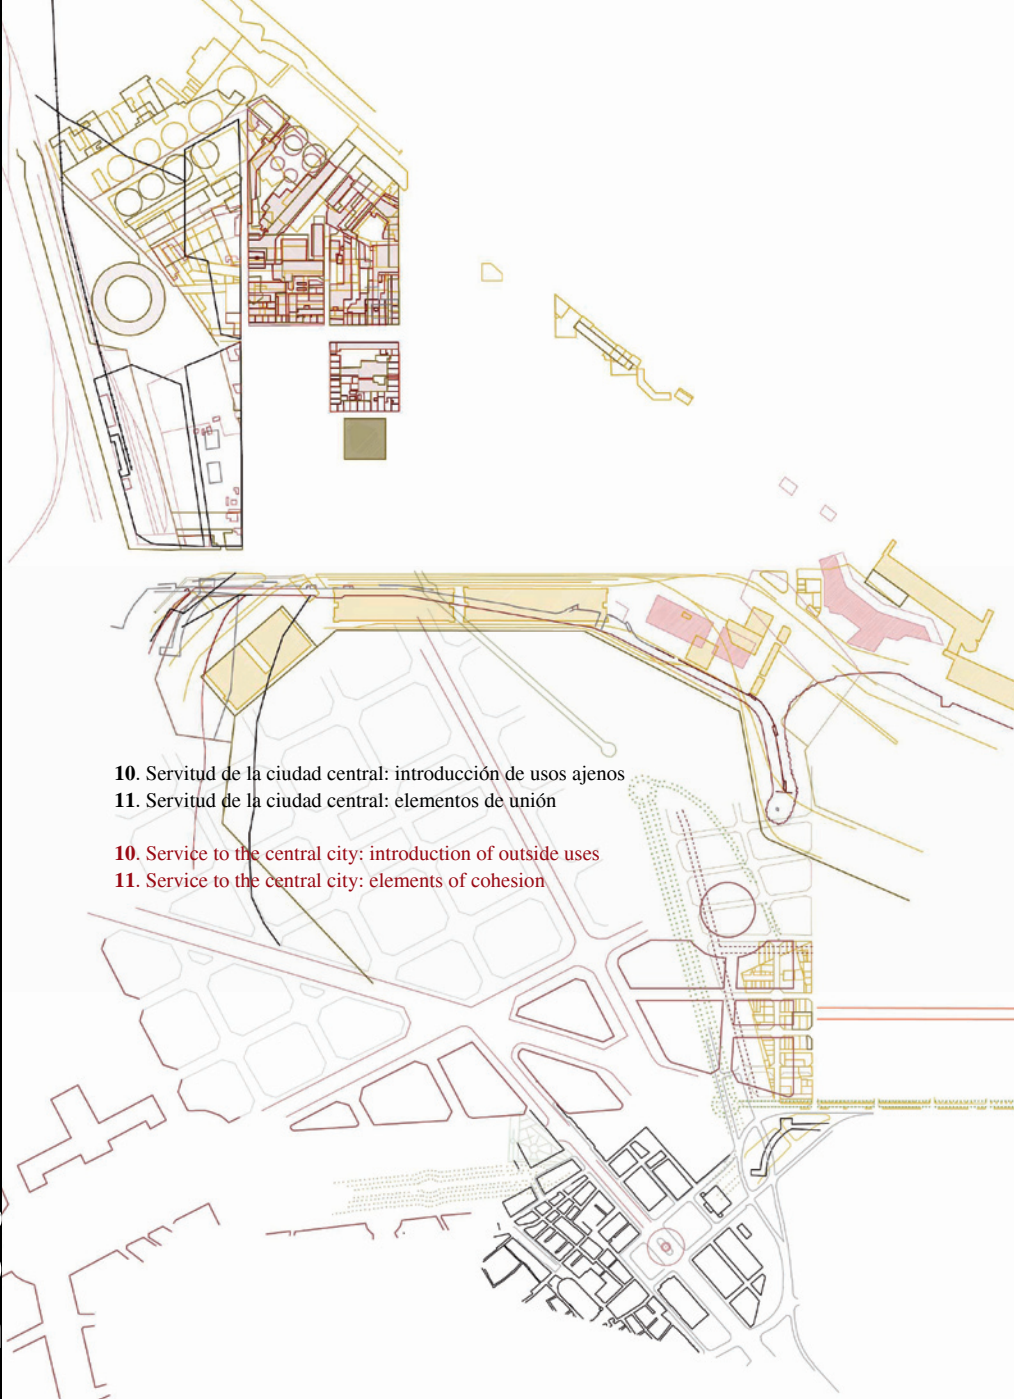 10. Servitud de la ciudad central: introducción de usos ajenos
11. Servitud de la ciudad central: elementos de unión
10. Service to the central city: introduction of outside uses
11. Service to the central city: elements of cohesion